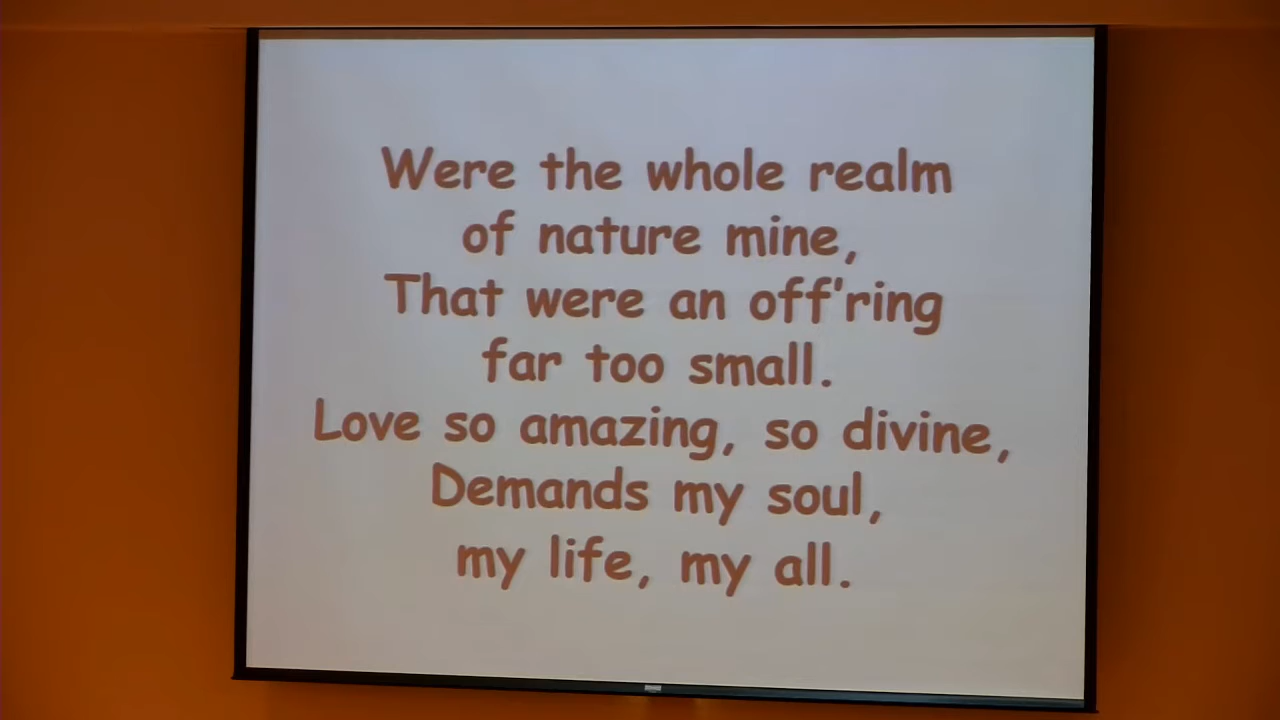 Were the whole realm
of nature mine,
That were an off'ring
far too small.
Love so amazing, so divine,
Demands my soul,
my life, my all.